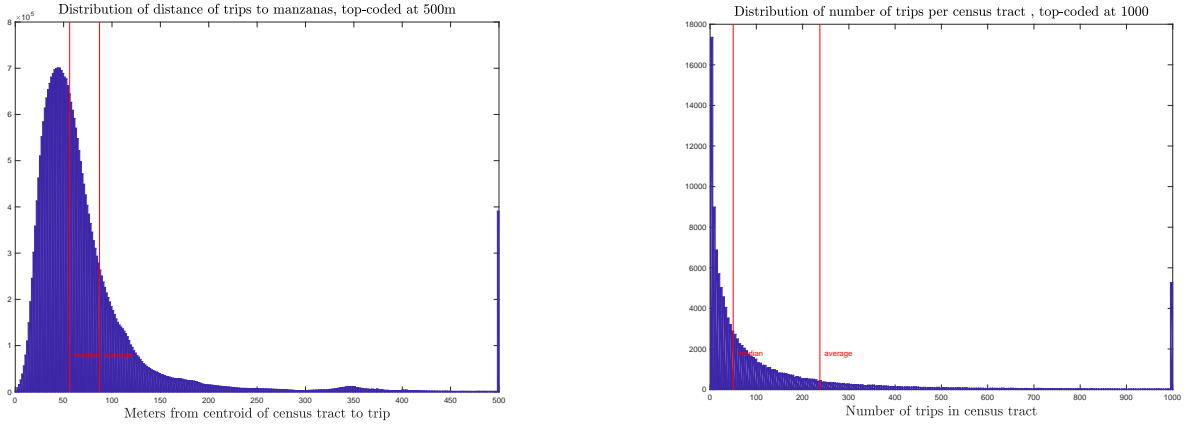 Distribution of distance of trips to manzanas, top-coded at 500m
×10⁵
8
7
6
5
4
3
2
1
0
median average
0 50 100 150 200 250 300 350 400 450 500
Meters from centroid of census tract to trip
Distribution of number of trips per census tract , top-coded at 1000
18000
16000
14000
12000
10000
8000
6000
4000
2000
0
median average
0 100 200 300 400 500 600 700 800 900 1000
Number of trips in census tract